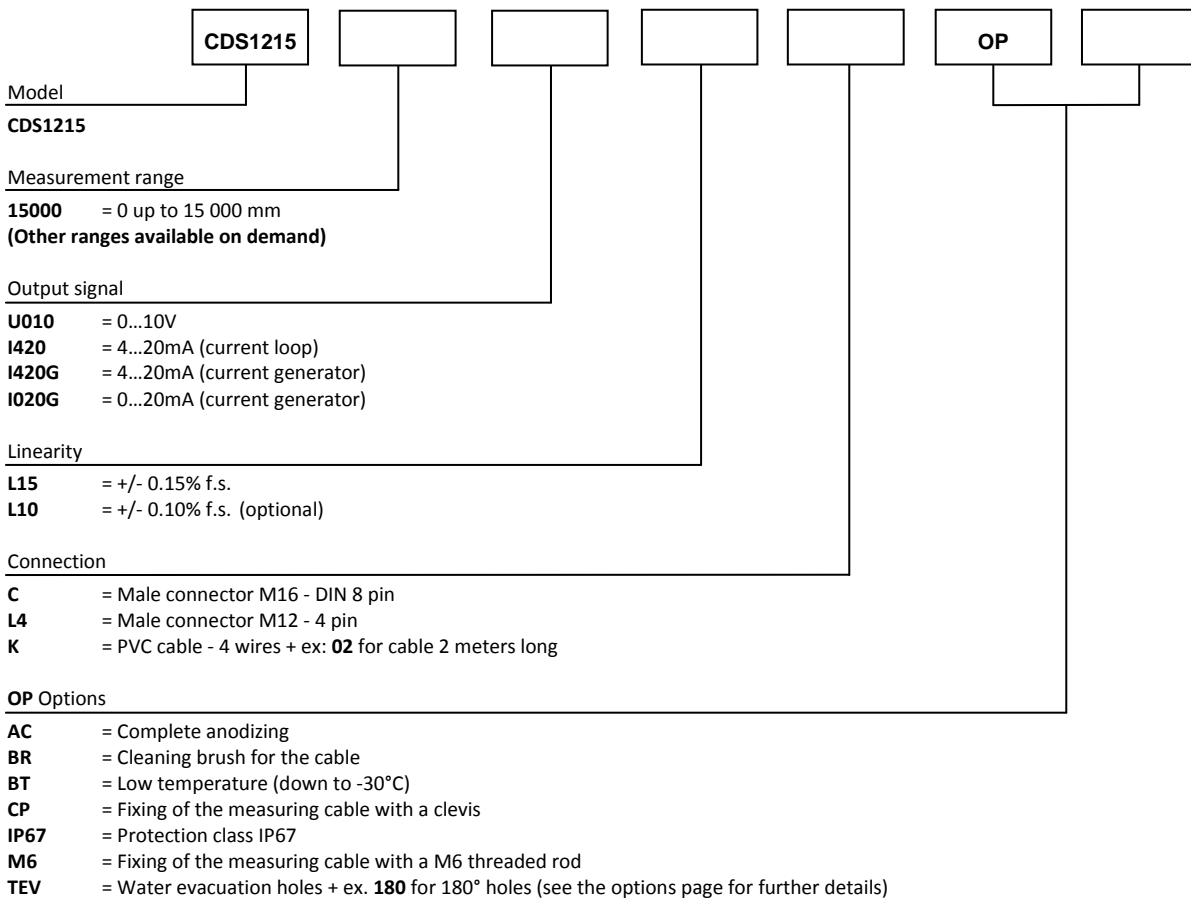 CDS1215 OP
Model
CDS1215
Measurement range
15000 = 0 up to 15 000 mm
(Other ranges available on demand)
Output signal
U010 = 0...10V
I420 = 4...20mA (current loop)
I420G = 4...20mA (current generator)
I020G = 0...20mA (current generator)
Linearity
L15 = +/- 0.15% f.s.
L10 = +/- 0.10% f.s. (optional)
Connection
C = Male connector M16 - DIN 8 pin
L4 = Male connector M12 - 4 pin
K = PVC cable - 4 wires + ex: 02 for cable 2 meters long
OP Options
AC = Complete anodizing
BR = Cleaning brush for the cable
BT = Low temperature (down to -30°C)
CP = Fixing of the measuring cable with a clevis
IP67 = Protection class IP67
M6 = Fixing of the measuring cable with a M6 threaded rod
TEV = Water evacuation holes + ex. 180 for 180° holes (see the options page for further details)